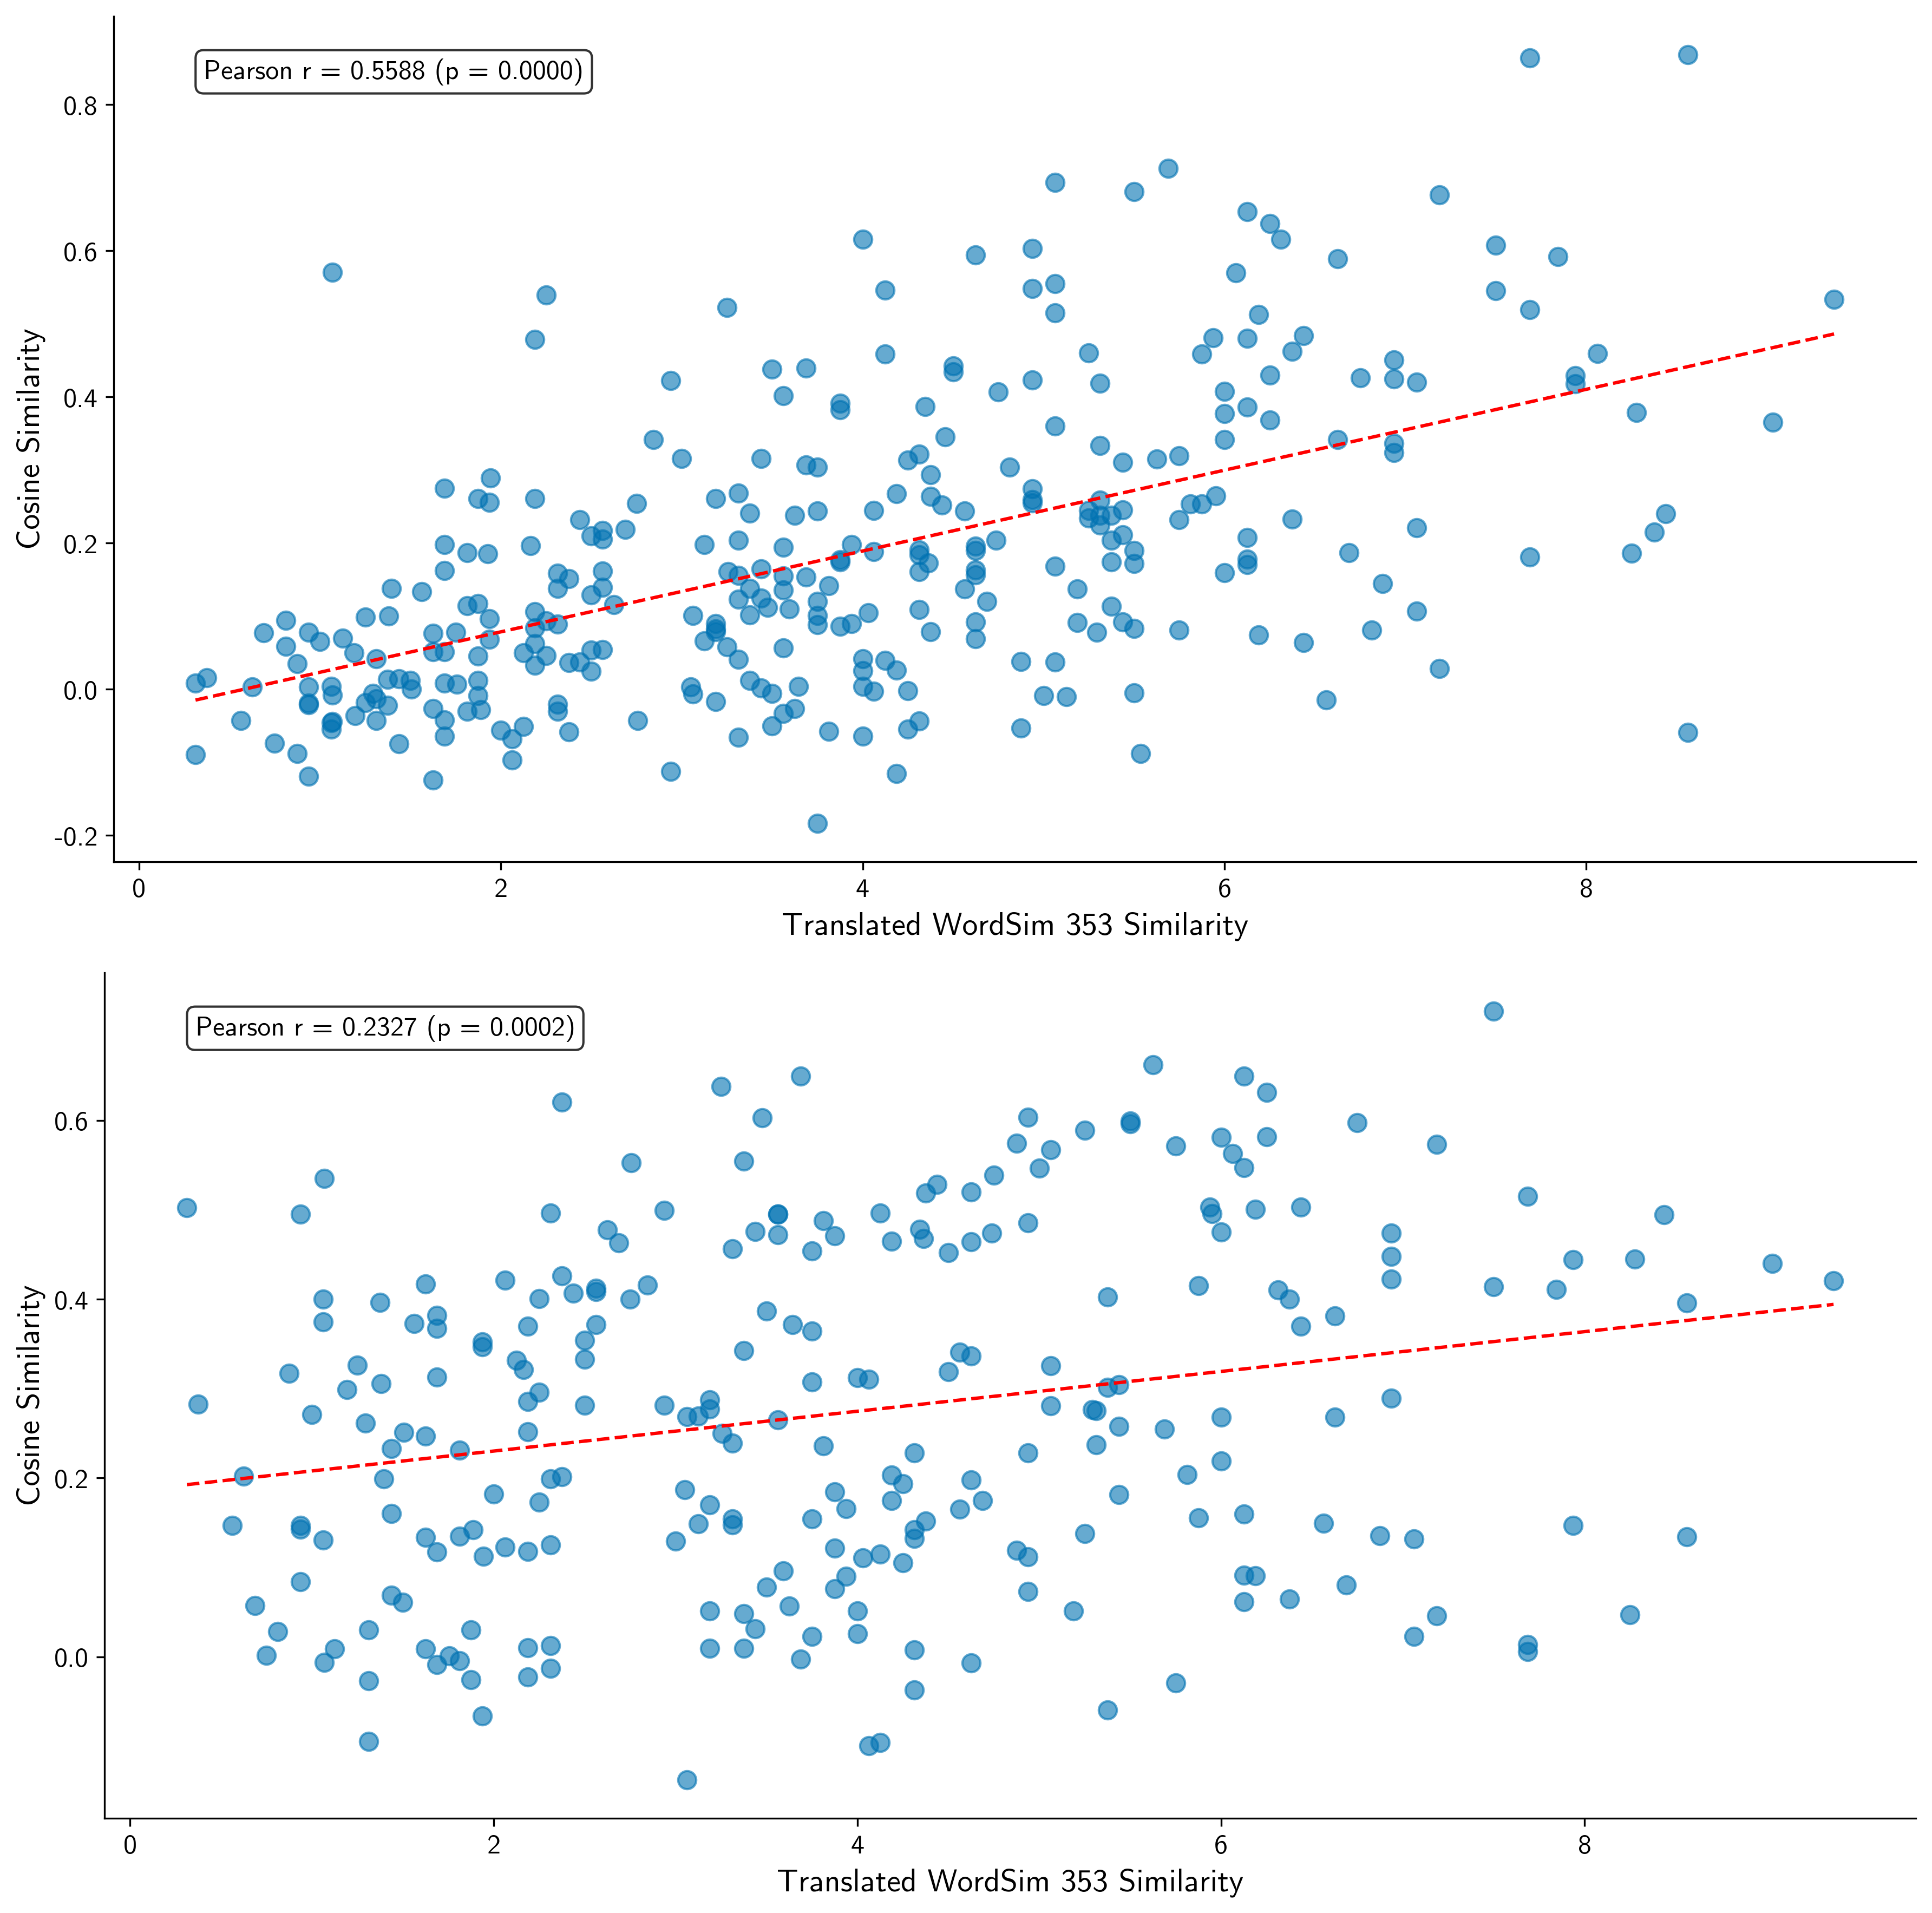 Pearson r = 0.5588 (p = 0.0000)
Cosine Similarity
0.8
0.6
0.4
0.2
0.0
-0.2
0 2 4 6 8
Translated WordSim 353 Similarity
Pearson r = 0.2327 (p = 0.0002)
Cosine Similarity
0.6
0.4
0.2
0.0
0 2 4 6 8
Translated WordSim 353 Similarity